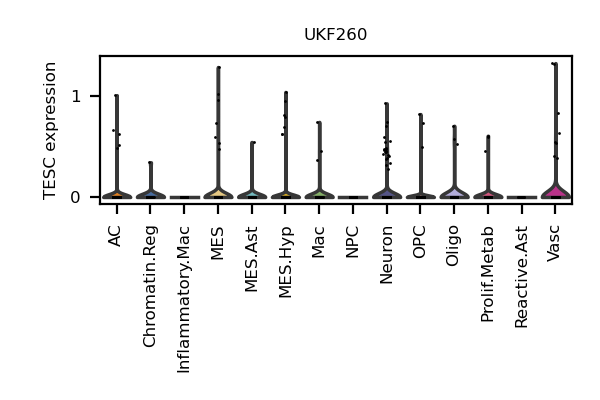 UKF260
TESC expression
1
0
AC
Chromatin.Reg
Inflammatory.Mac
MES
MES.Ast
MES.Hyp
Mac
NPC
Neuron
OPC
Oligo
Prolif.Metab
Reactive.Ast
Vasc